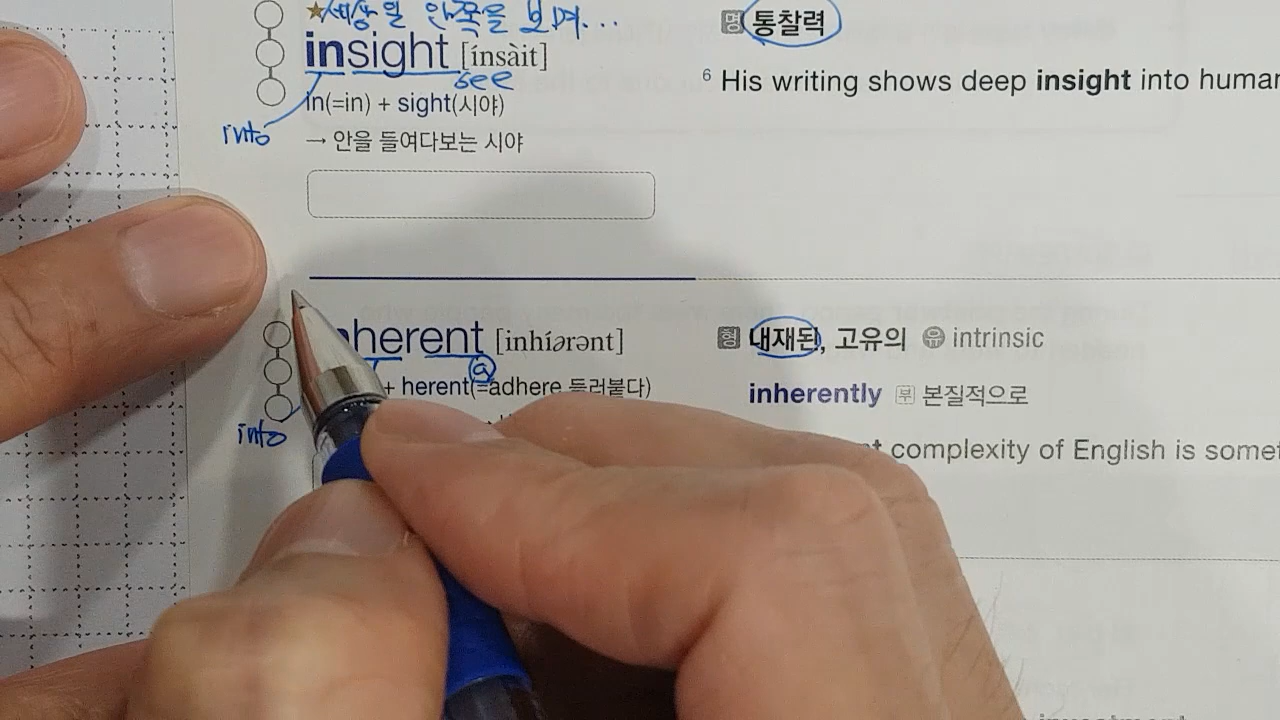 ★세상 일 안쪽을 보며...
insight [ínsàit]
see
in(=in) + sight(시야)
into
→ 안을 들여다보는 시야
명 통찰력
6 His writing shows deep insight into human
nherent [inhíərənt]
a
+ herent(=adhere 들러붙다)
into
형 내재된, 고유의 유 intrinsic
inherently 부 본질적으로
complexity of English is somet